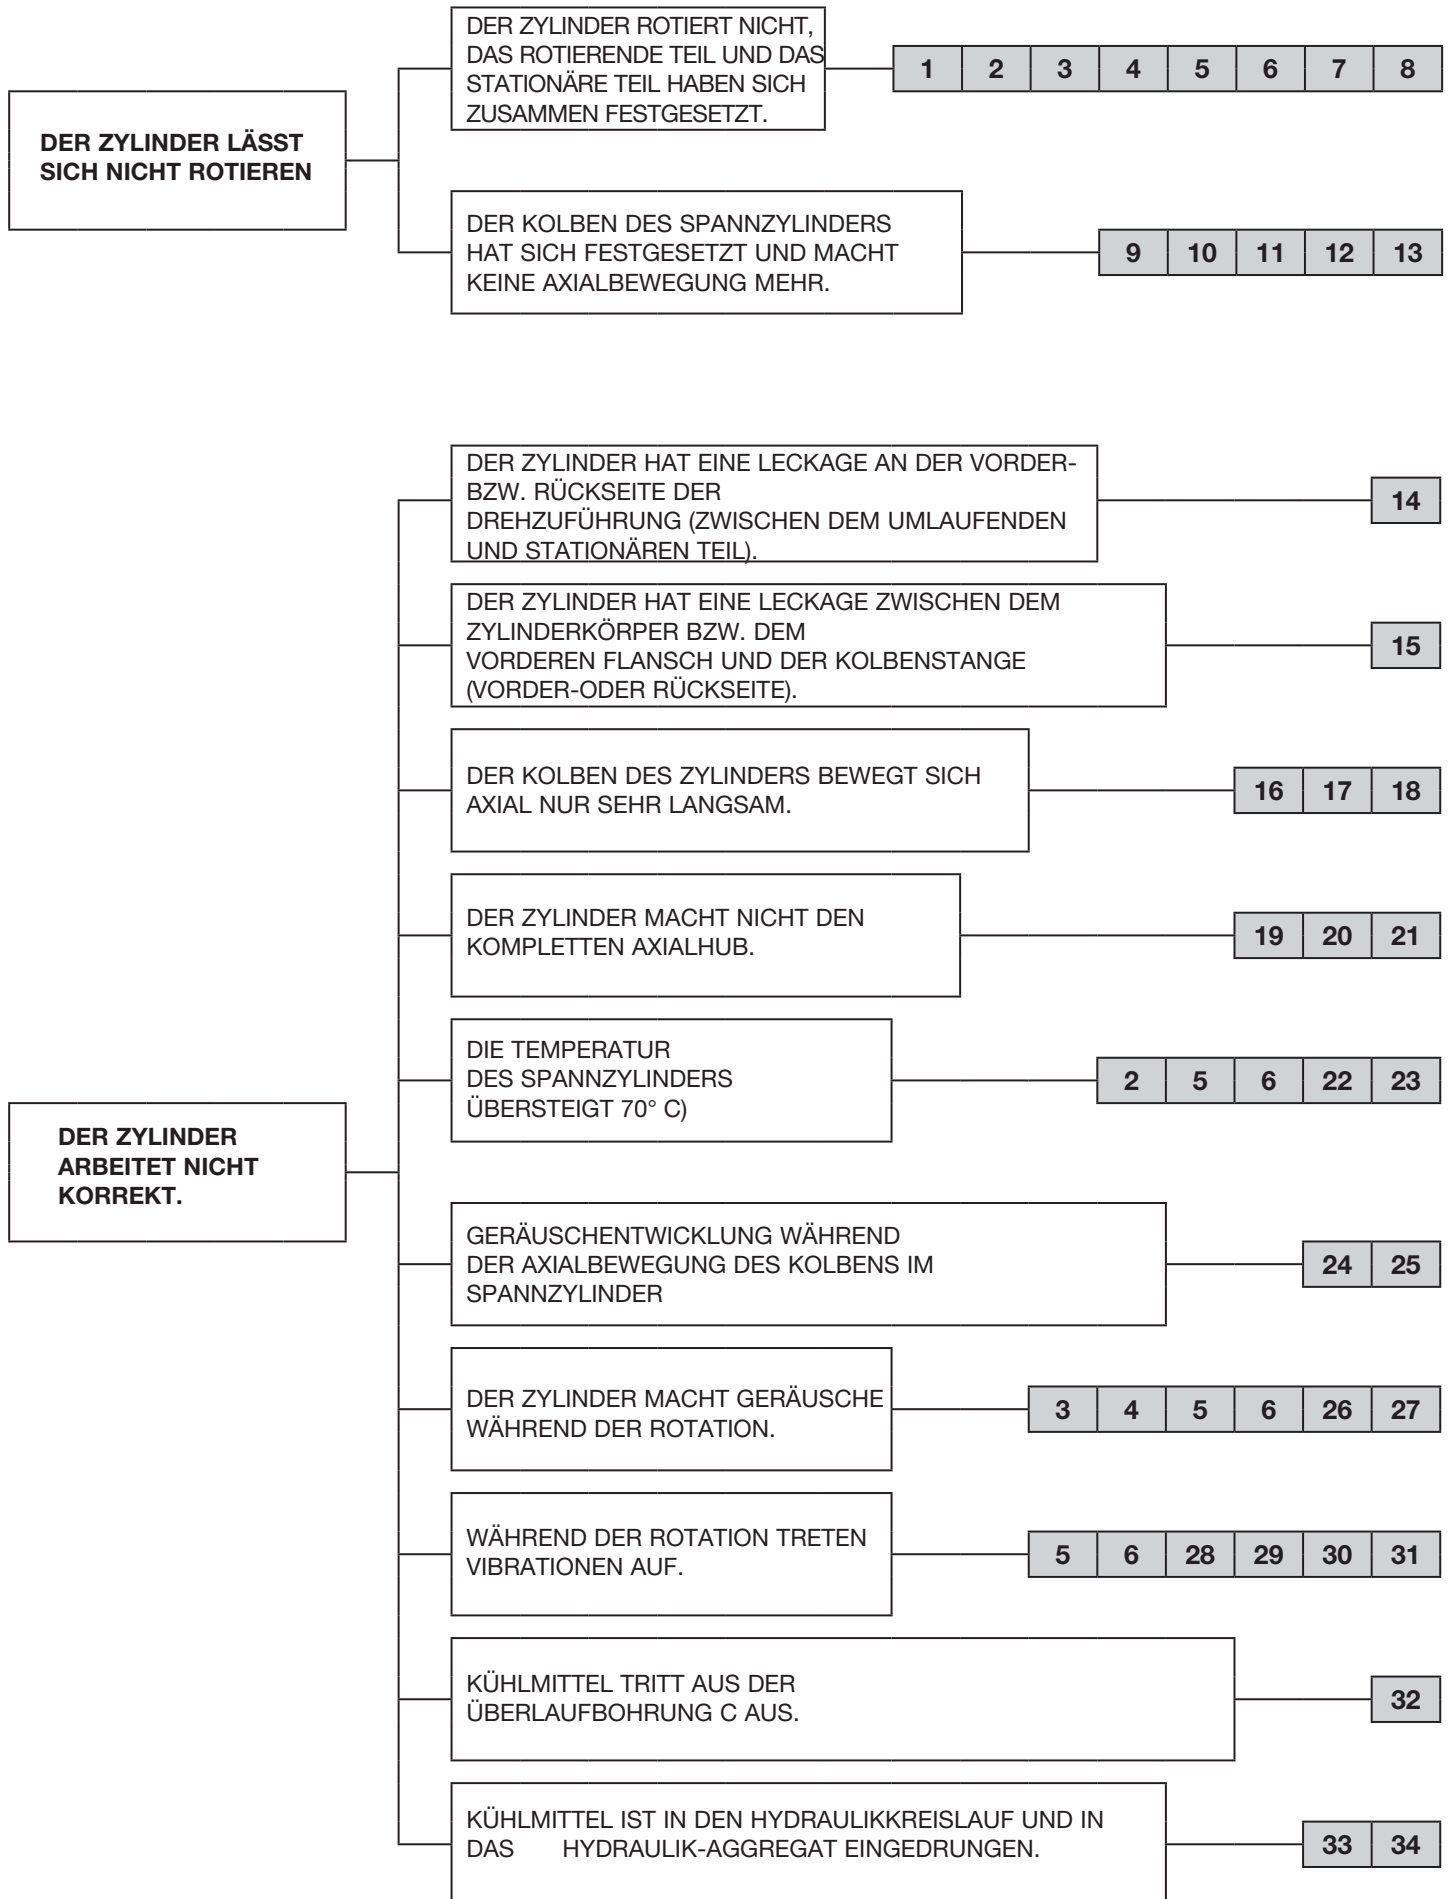 DER ZYLINDER LÄSST
SICH NICHT ROTIEREN
DER ZYLINDER ROTIERT NICHT,
DAS ROTIERENDE TEIL UND DAS
STATIONÄRE TEIL HABEN SICH
ZUSAMMEN FESTGESETZT.
1 2 3 4 5 6 7 8
DER KOLBEN DES SPANNZYLINDERS
HAT SICH FESTGESETZT UND MACHT
KEINE AXIALBEWEGUNG MEHR.
9 10 11 12 13
DER ZYLINDER
ARBEITET NICHT
KORREKT.
DER ZYLINDER HAT EINE LECKAGE AN DER VORDER-
BZW. RÜCKSEITE DER
DREHZUFÜHRUNG (ZWISCHEN DEM UMLAUFENDEN
UND STATIONÄREN TEIL).
14
DER ZYLINDER HAT EINE LECKAGE ZWISCHEN DEM
ZYLINDERKÖRPER BZW. DEM
VORDEREN FLANSCH UND DER KOLBENSTANGE
(VORDER-ODER RÜCKSEITE).
15
DER KOLBEN DES ZYLINDERS BEWEGT SICH
AXIAL NUR SEHR LANGSAM.
16 17 18
DER ZYLINDER MACHT NICHT DEN
KOMPLETTEN AXIALHUB.
19 20 21
DIE TEMPERATUR
DES SPANNZYLINDERS
ÜBERSTEIGT 70° C)
2 5 6 22 23
GERÄUSCHENTWICKLUNG WÄHREND
DER AXIALBEWEGUNG DES KOLBENS IM
SPANNZYLINDER
24 25
DER ZYLINDER MACHT GERÄUSCHE
WÄHREND DER ROTATION.
3 4 5 6 26 27
WÄHREND DER ROTATION TRETEN
VIBRATIONEN AUF.
5 6 28 29 30 31
KÜHLMITTEL TRITT AUS DER
ÜBERLAUFBOHRUNG C AUS.
32
KÜHLMITTEL IST IN DEN HYDRAULIKKREISLAUF UND IN
DAS HYDRAULIK-AGGREGAT EINGEDRUNGEN.
33 34